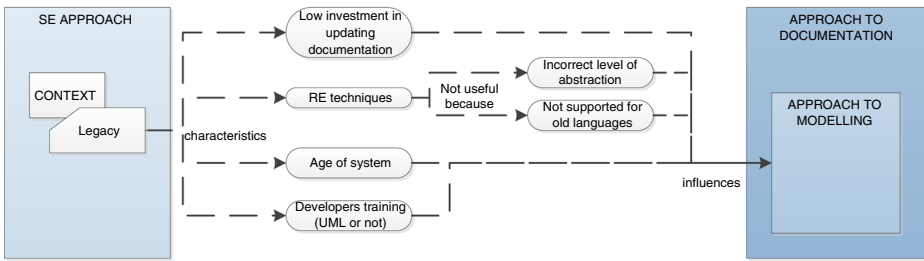 SE APPROACH
CONTEXT
Legacy
characteristics
Low investment in
updating
documentation
RE techniques
Not useful
because
Incorrect level of
abstraction
Not supported for
old languages
Age of system
Developers training
(UML or not)
influences
APPROACH TO
DOCUMENTATION
APPROACH TO
MODELLING